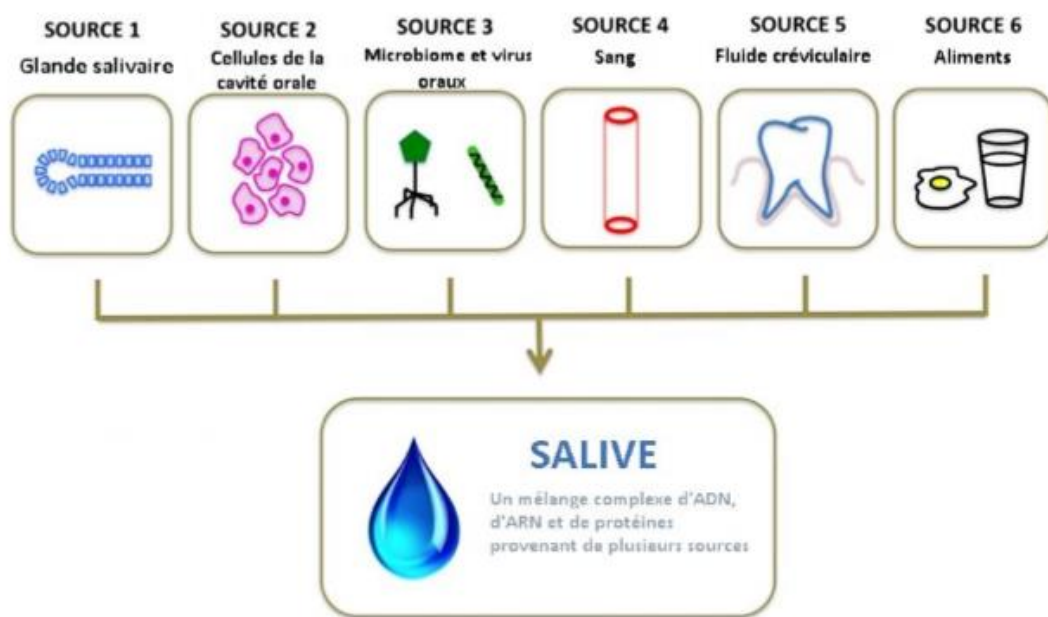 SOURCE 1
Glande salivaire
SOURCE 2
Cellules de la
cavité orale
SOURCE 3
Microbiome et virus
oraux
SOURCE 4
Sang
SOURCE 5
Fluide créviculaire
SOURCE 6
Aliments
SALIVE
Un mélange complexe d'ADN,
d'ARN et de protéines
provenant de plusieurs sources